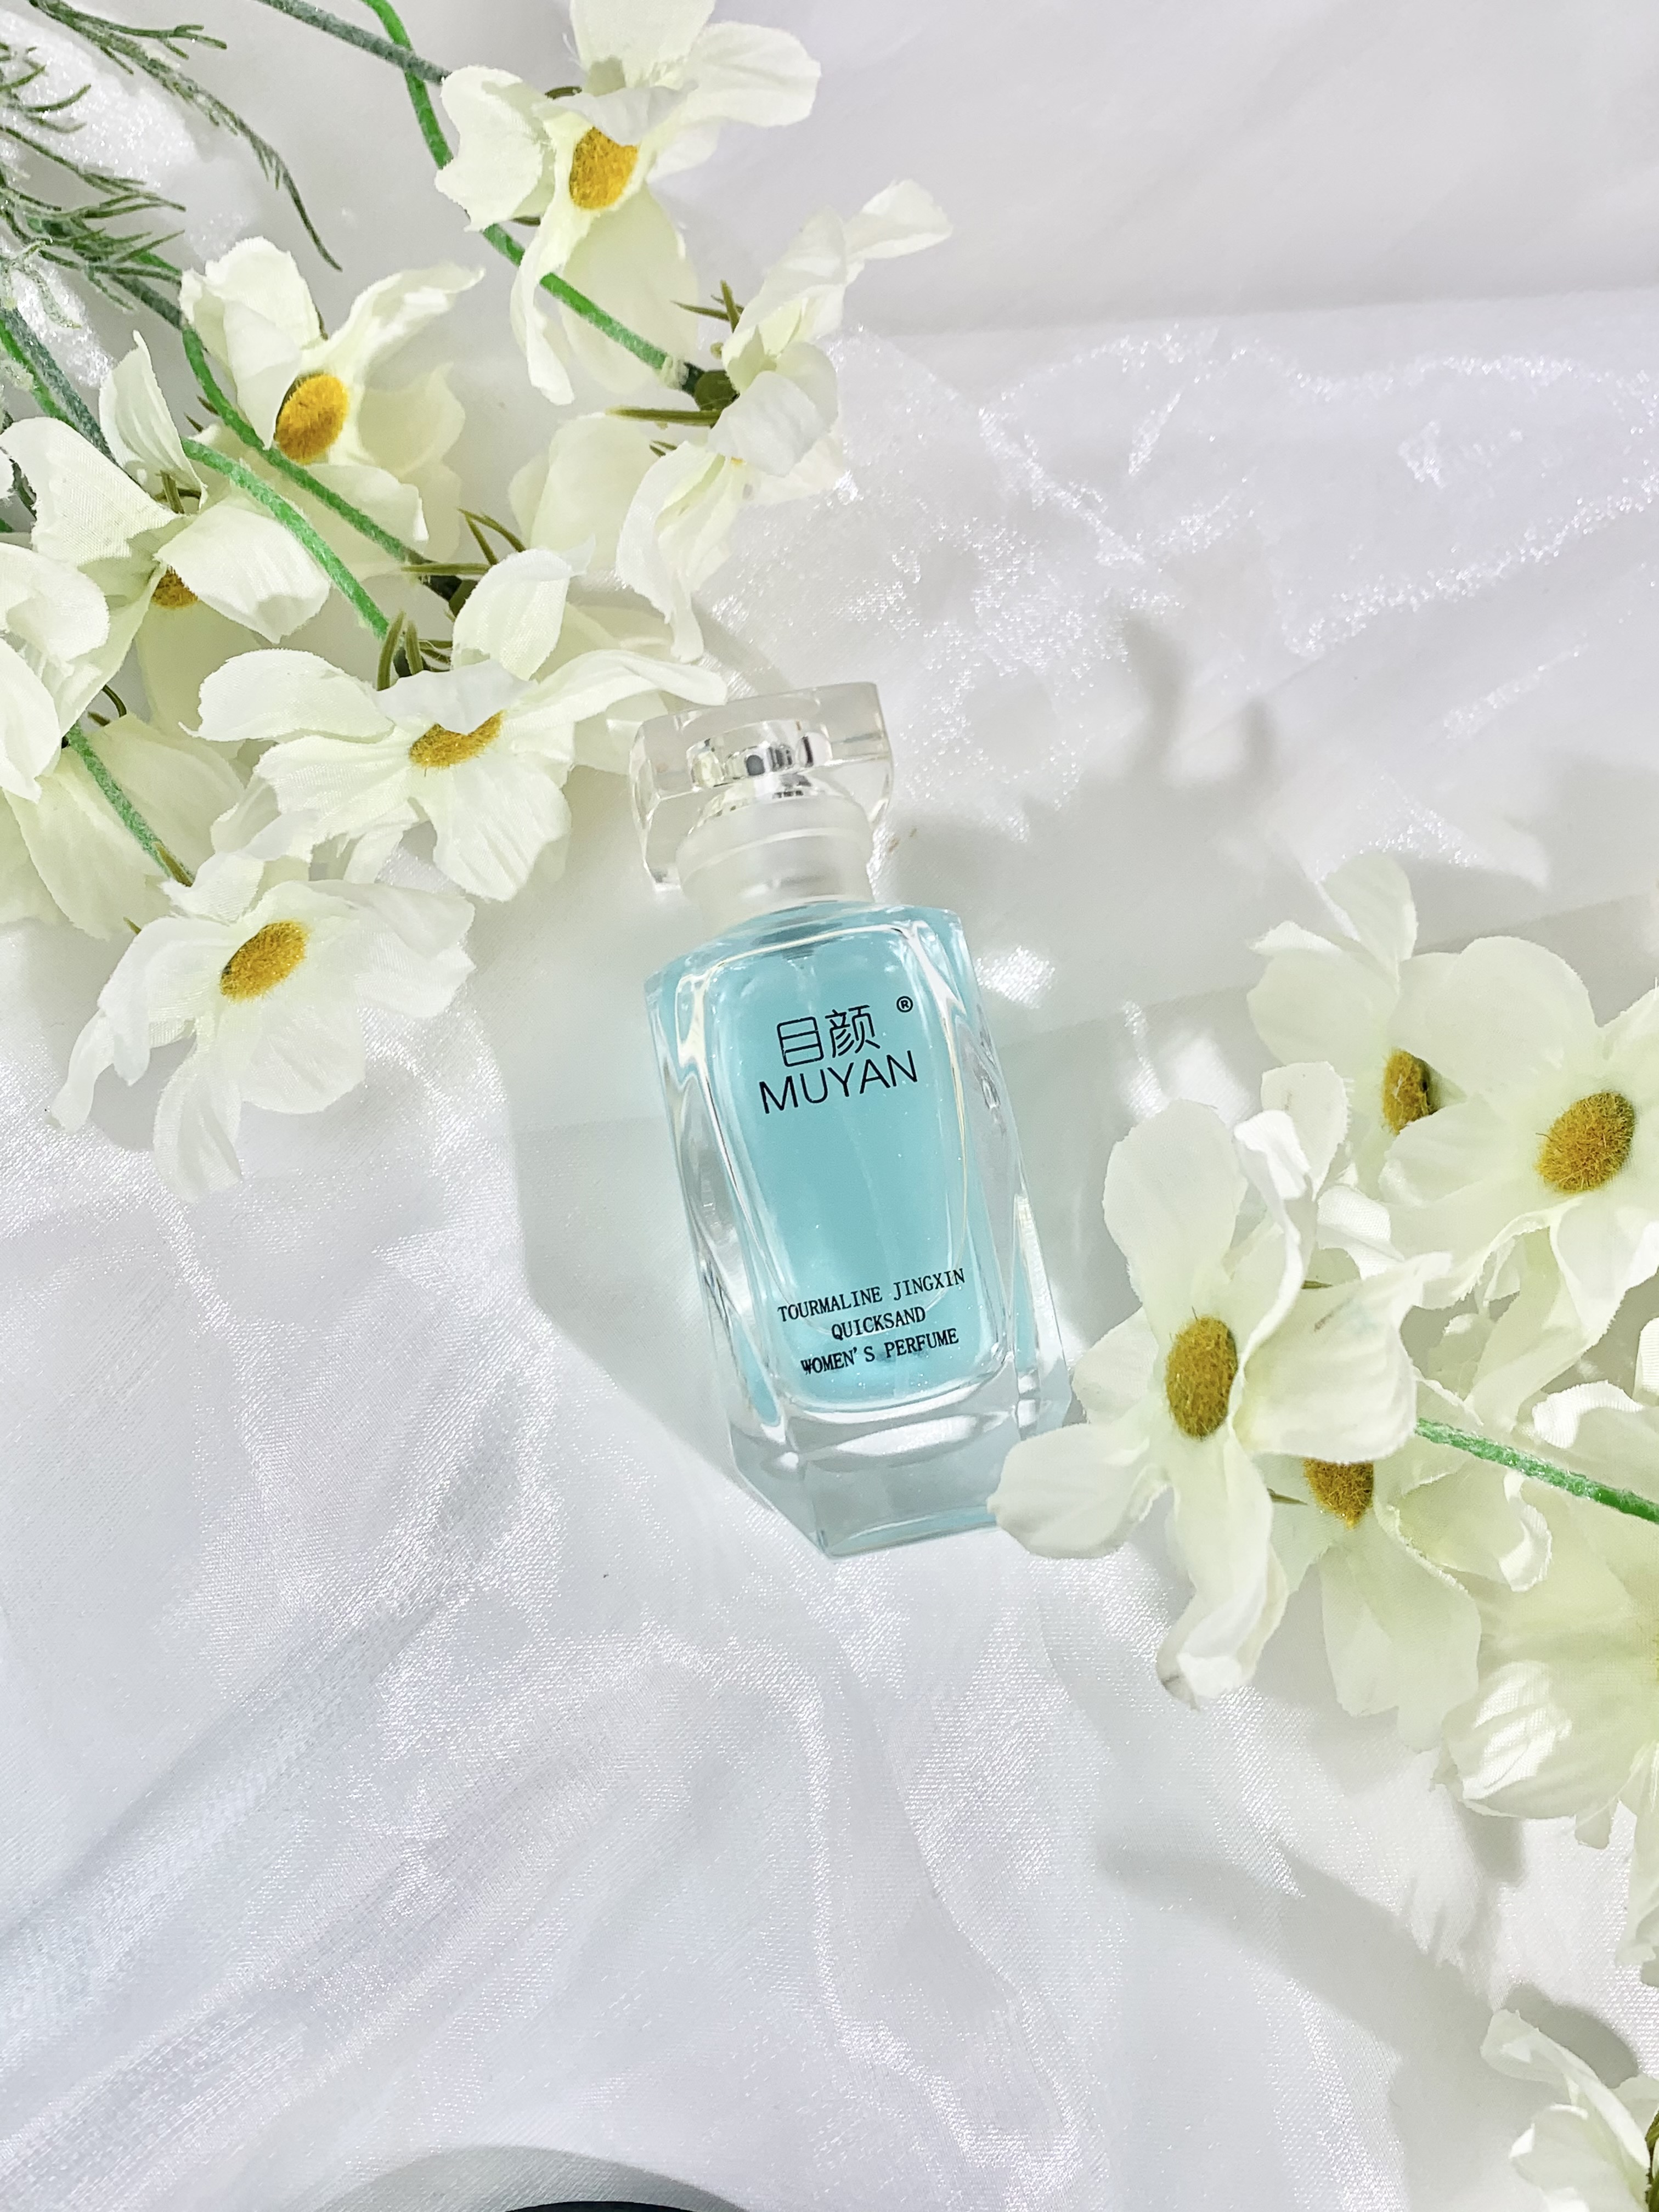 目颜®
MUYAN
TOURMALINE JINGXIN
QUICKSAND
WOMEN'S PERFUME